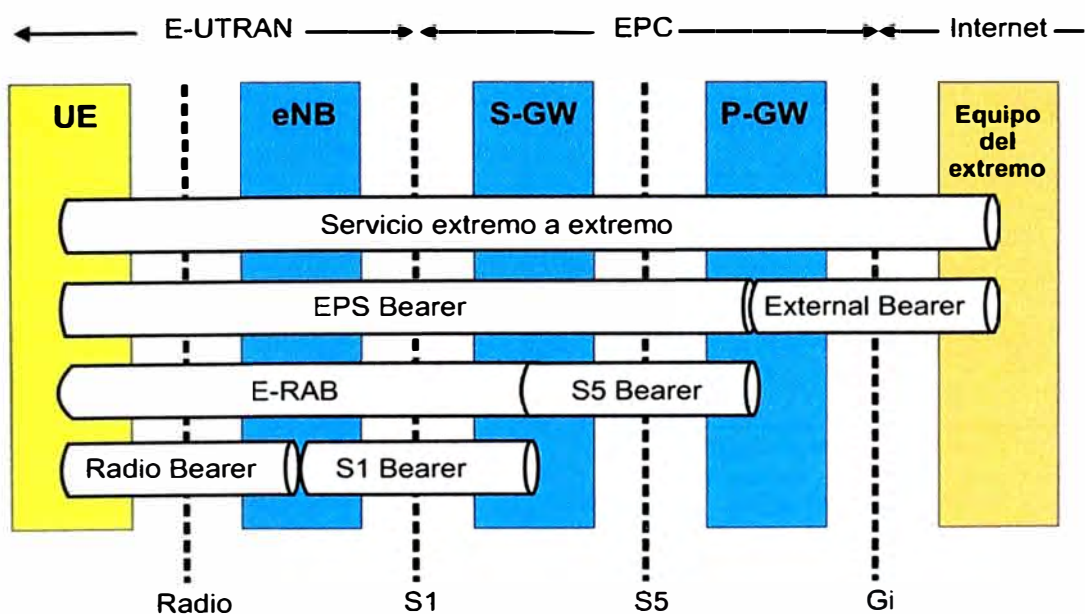 E-UTRAN EPC Internet
UE eNB S-GW P-GW Equipo
del
extremo
Servicio extremo a extremo
EPS Bearer External Bearer
E-RAB S5 Bearer
Radio Bearer S1 Bearer
Radio S1 S5 Gi